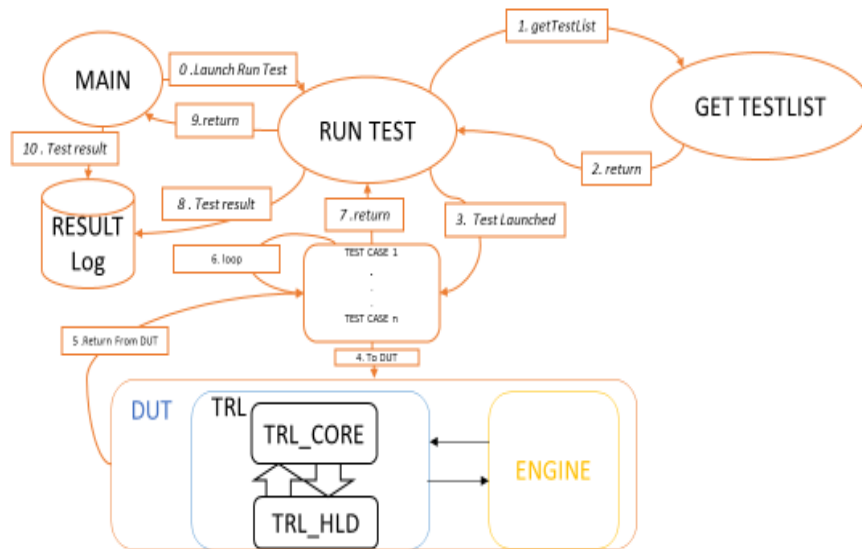 1. getTestList
MAIN
0 .Launch Run Test
GET TESTLIST
9.return
RUN TEST
10 . Test result
2. return
8 . Test result
7 .return
3. Test Launched
RESULT
Log
6. loop
TEST CASE 1
.
.
.
TEST CASE n
5 .Return From DUT
4. To DUT
DUT
TRL
TRL_CORE
ENGINE
TRL_HLD